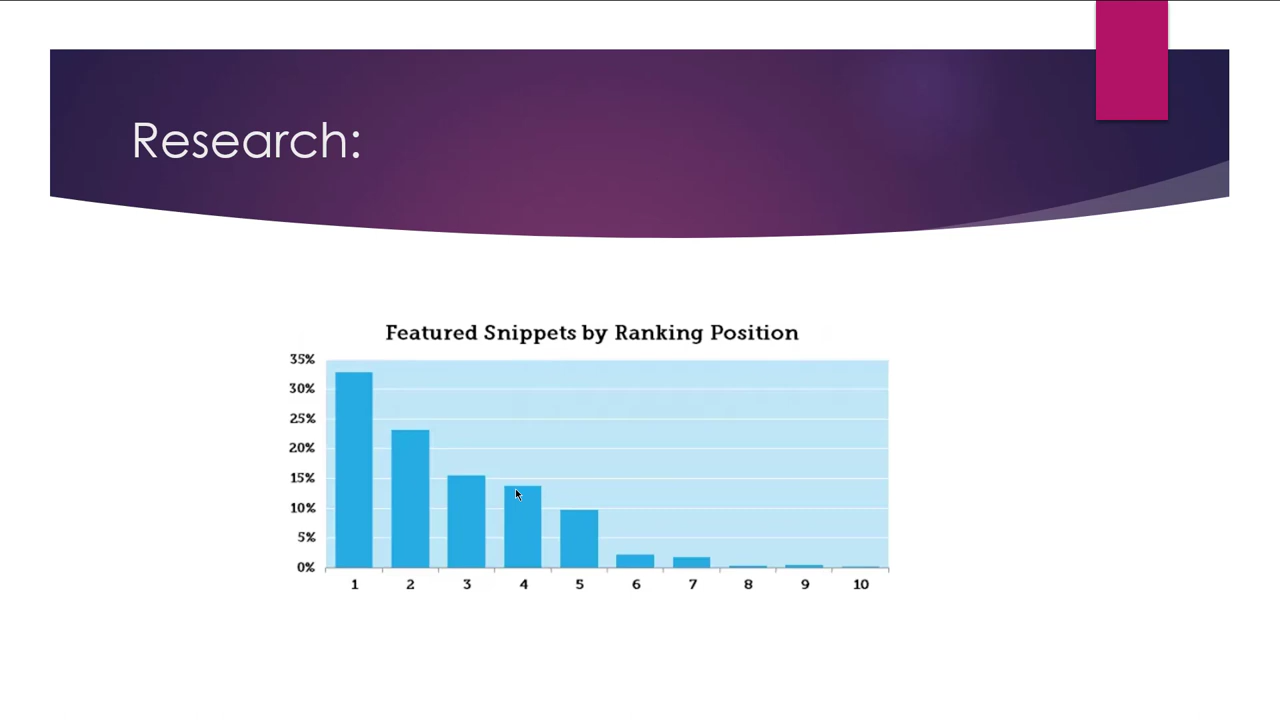 Research:
Featured Snippets by Ranking Position
35%
30%
25%
20%
15%
10%
5%
0%
1 2 3 4 5 6 7 8 9 10